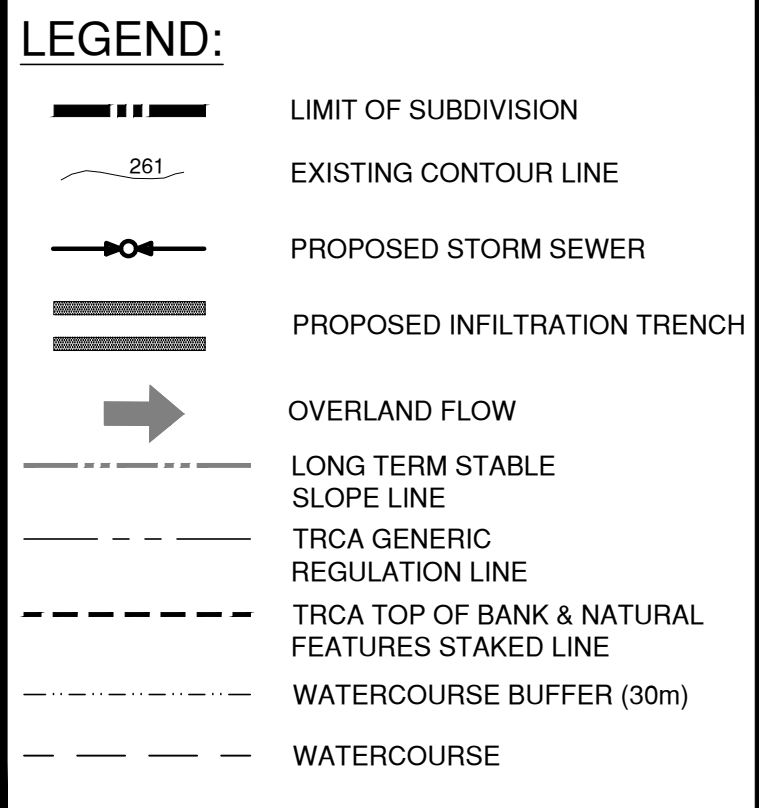 LEGEND:
LIMIT OF SUBDIVISION
261
EXISTING CONTOUR LINE
PROPOSED STORM SEWER
PROPOSED INFILTRATION TRENCH
OVERLAND FLOW
LONG TERM STABLE
SLOPE LINE
TRCA GENERIC
REGULATION LINE
TRCA TOP OF BANK & NATURAL
FEATURES STAKED LINE
WATERCOURSE BUFFER (30m)
WATERCOURSE